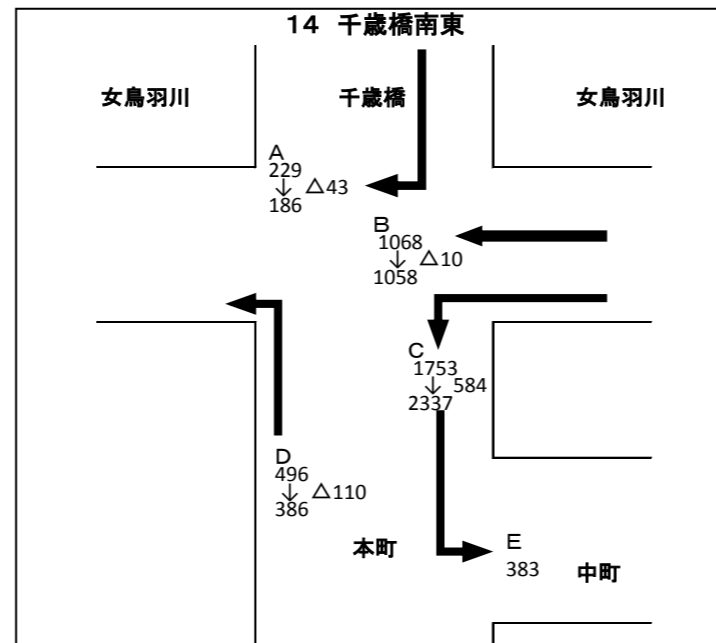 14 千歳橋南東
女鳥羽川
千歳橋
女鳥羽川
A
229
↓ △43
186
B
1068
↓ △10
1058
C
1753
↓ 584
2337
D
496
↓ △110
386
本町
E
383
中町